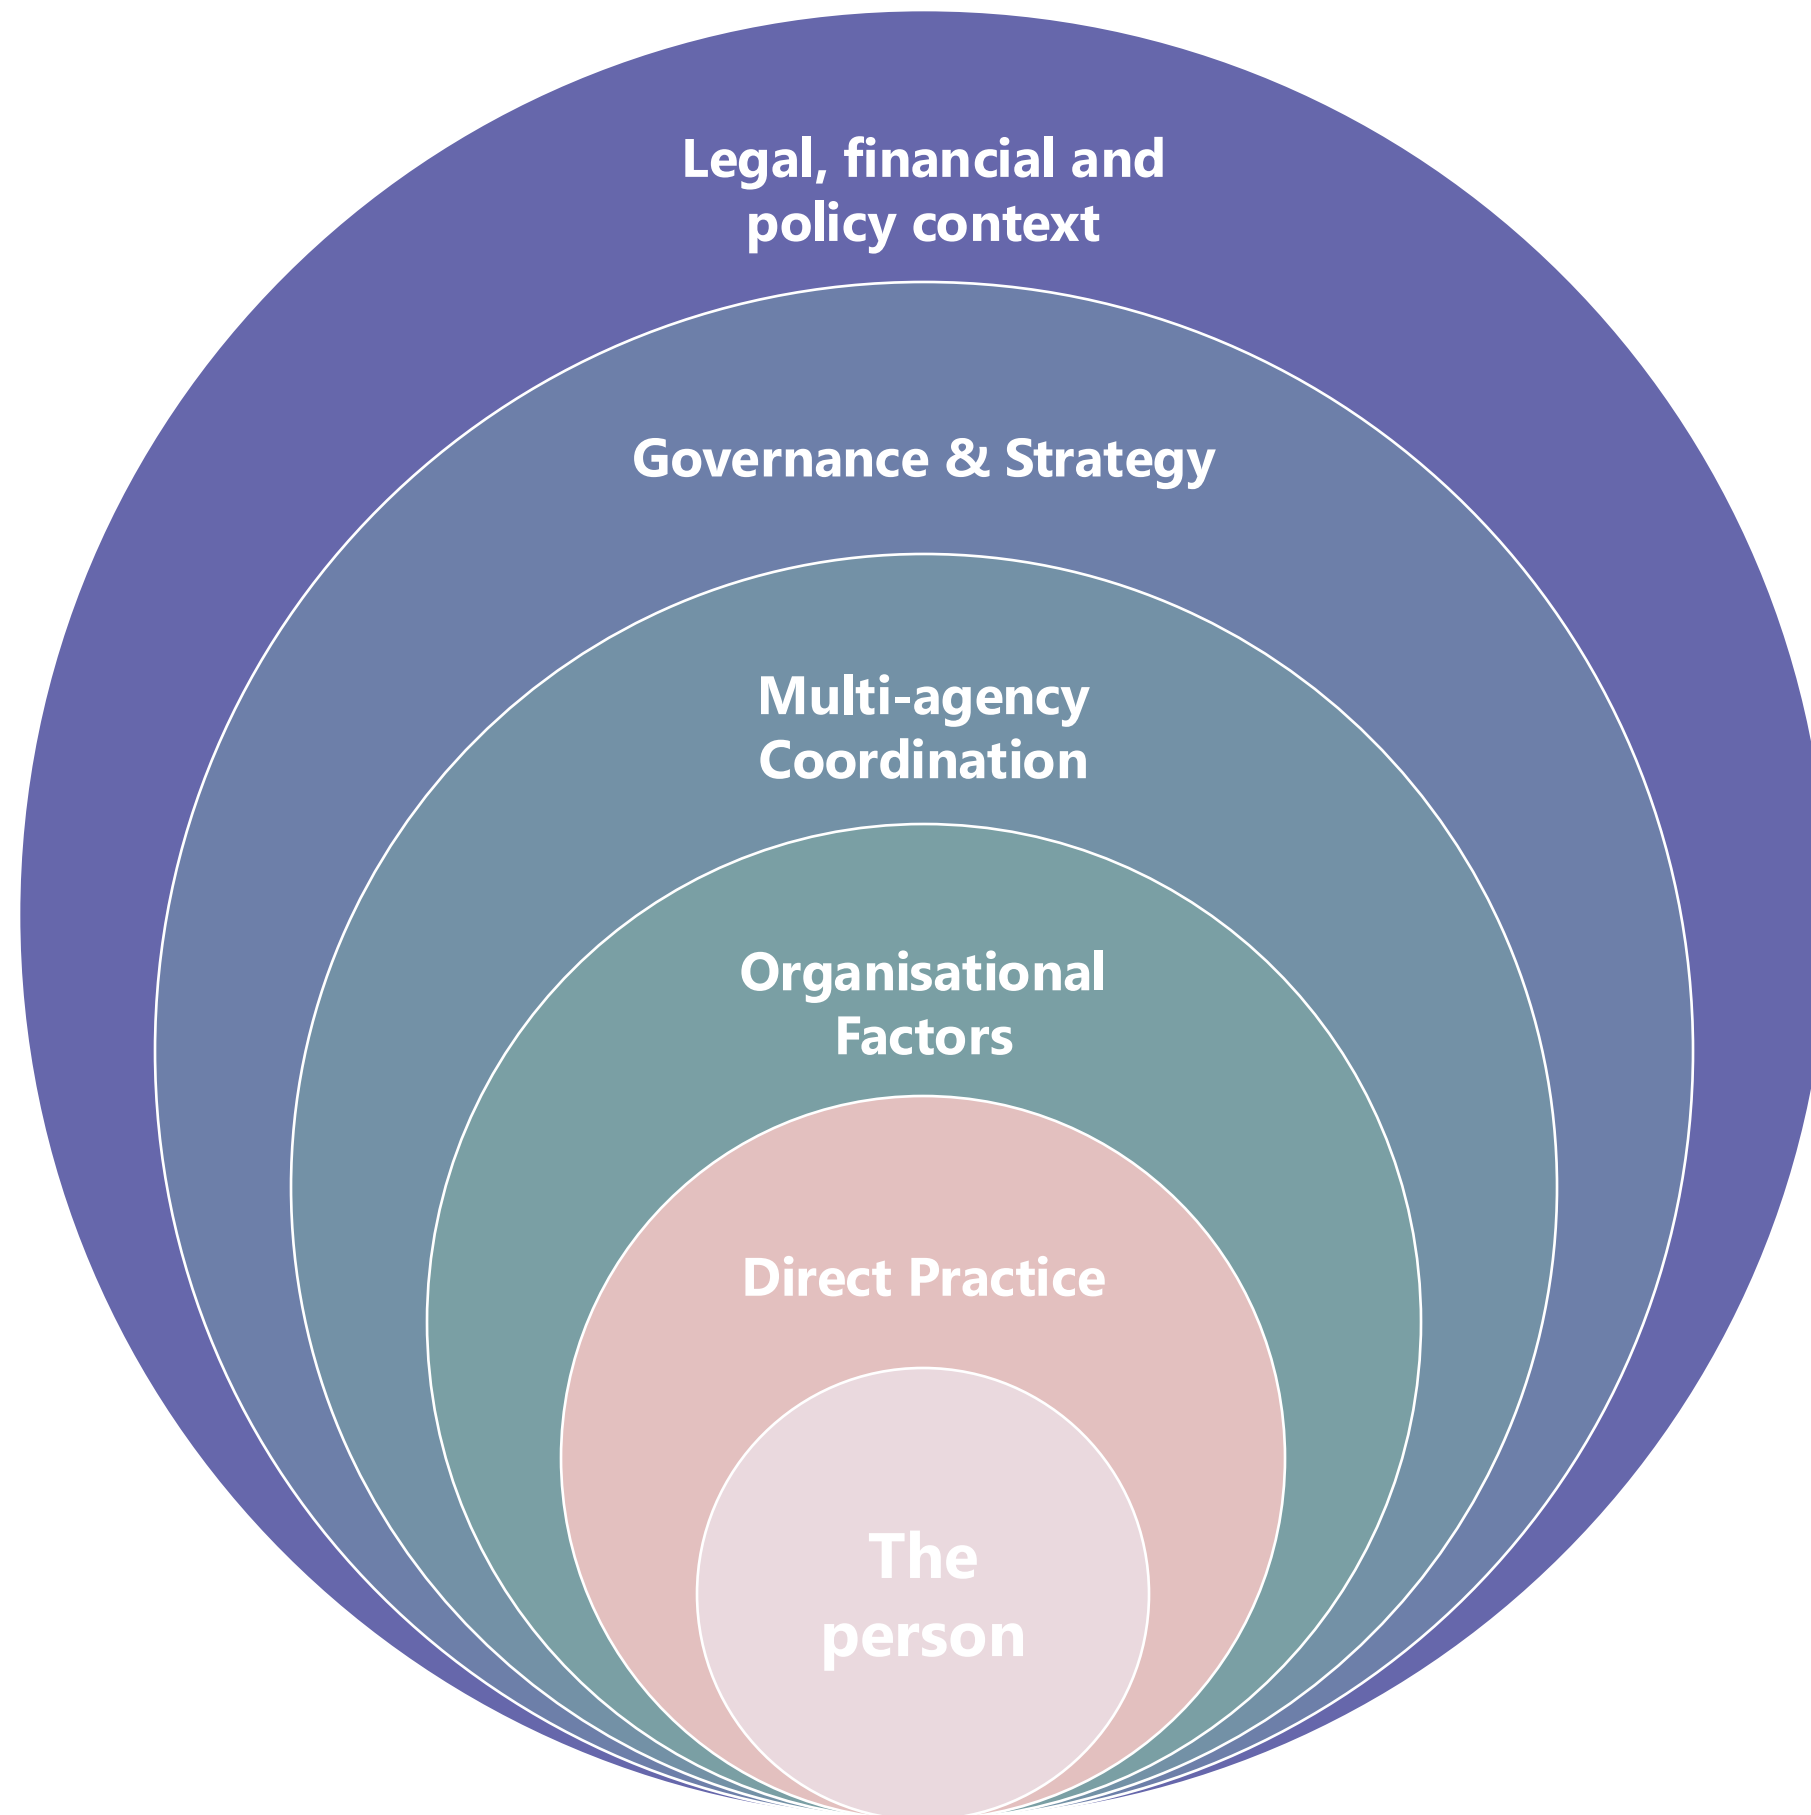 Legal, financial and
policy context
Governance & Strategy
Multi-agency
Coordination
Organisational
Factors
Direct Practice
The
person